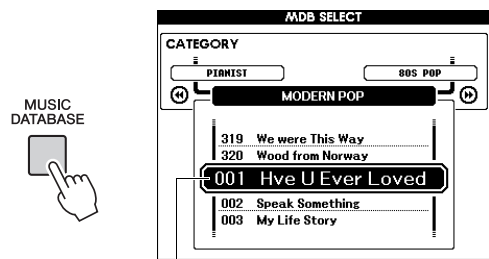 MDB SELECT
CATEGORY
PIANIST
80S POP
MODERN POP
MUSIC
DATABASE
319 We were This Way
320 Wood from Norway
001 Hve U Ever Loved
002 Speak Something
003 My Life Story